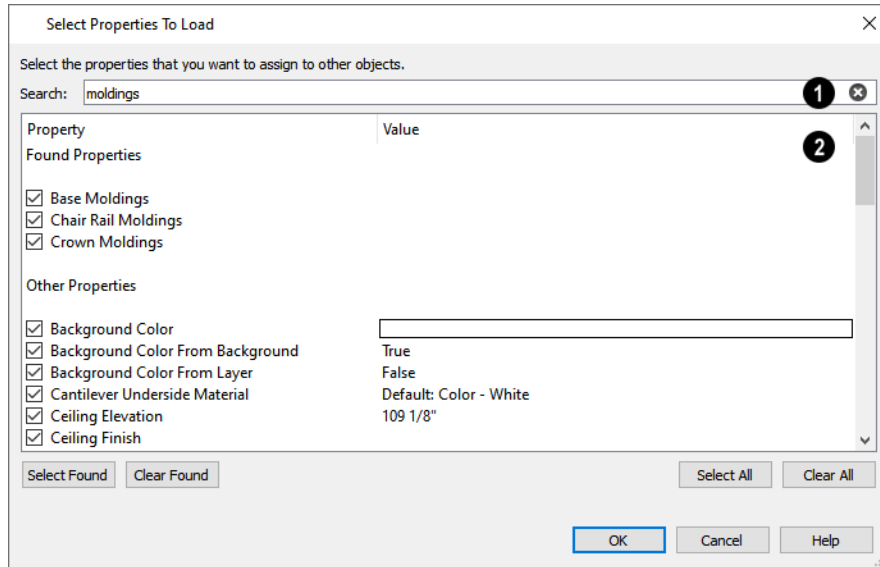 Select Properties To Load
Select the properties that you want to assign to other objects.
Search: moldings 1
Property Value
2
Found Properties
Base Moldings
Chair Rail Moldings
Crown Moldings
Other Properties
Background Color
Background Color From Background True
Background Color From Layer False
Cantilever Underside Material Default: Color - White
Ceiling Elevation 109 1/8"
Ceiling Finish
Select Found Clear Found Select All Clear All
OK Cancel Help